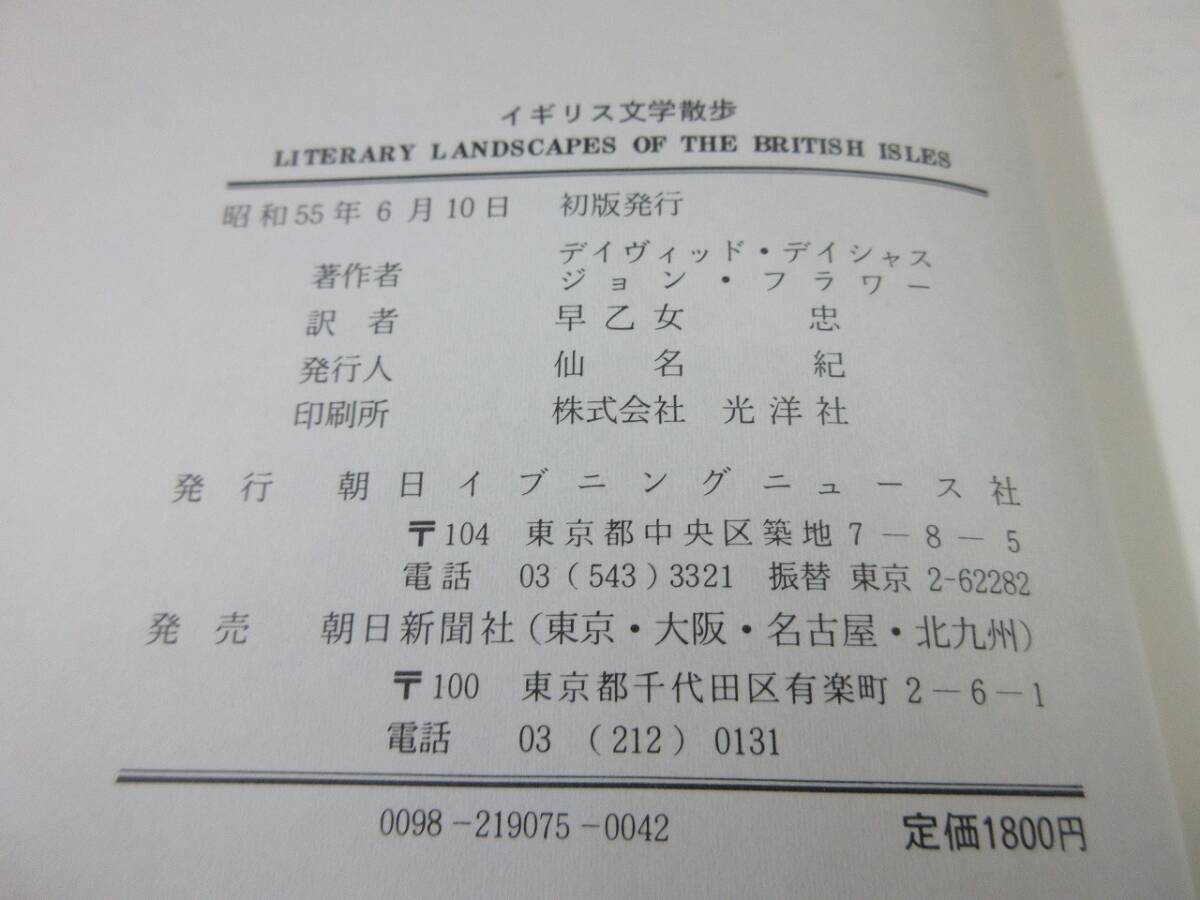 イギリス文学散歩
LITERARY LANDSCAPES OF THE BRITISH ISLES
昭和55年6月10日 初版発行
著作者 デイヴィッド・デイシャス
ジョン・フラワー
訳者 早乙女 忠
発行人 仙名 紀
印刷所 株式会社 光洋社
発行 朝日イブニングニュース社
〒104 東京都中央区築地7-8-5
電話 03(543)3321 振替 東京2-62282
発売 朝日新聞社(東京・大阪・名古屋・北九州)
〒100 東京都千代田区有楽町2-6-1
電話 03 (212) 0131
0098-219075-0042 定価1800円